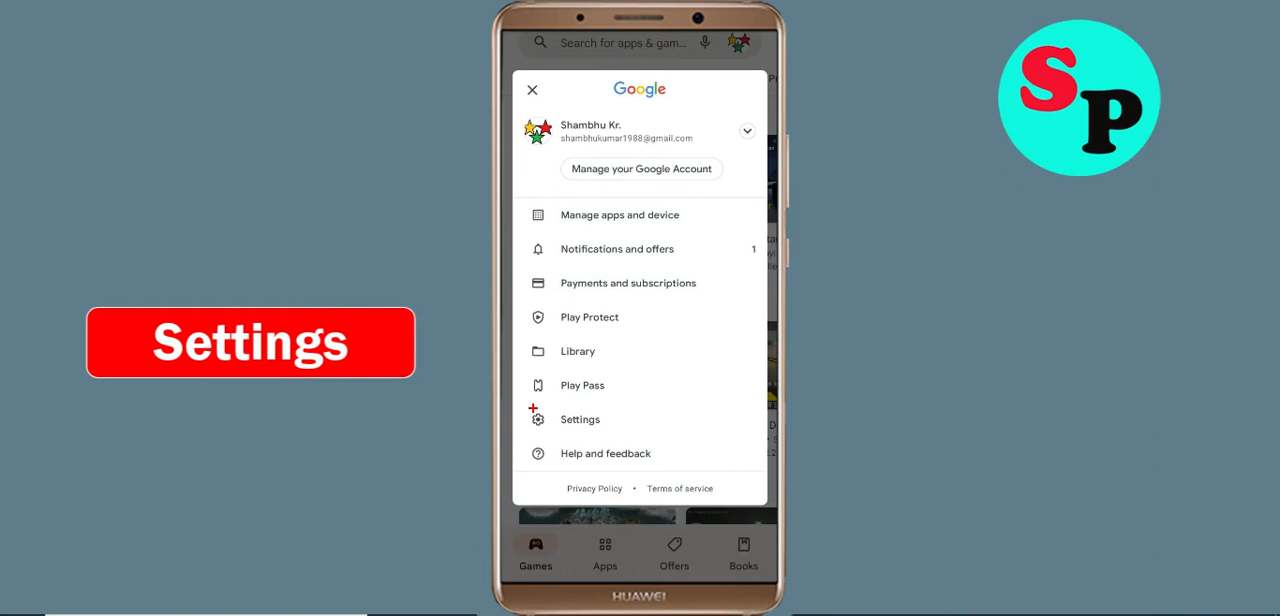 Search for apps & gam...
Google
Shambhu Kr.
shambhukumar1988@gmail.com
Manage your Google Account
Manage apps and device
Notifications and offers 1
Payments and subscriptions
Play Protect
Library
Play Pass
Settings
Help and feedback
Privacy Policy • Terms of service
Games Apps Offers Books
HUAWEI
Settings
SP